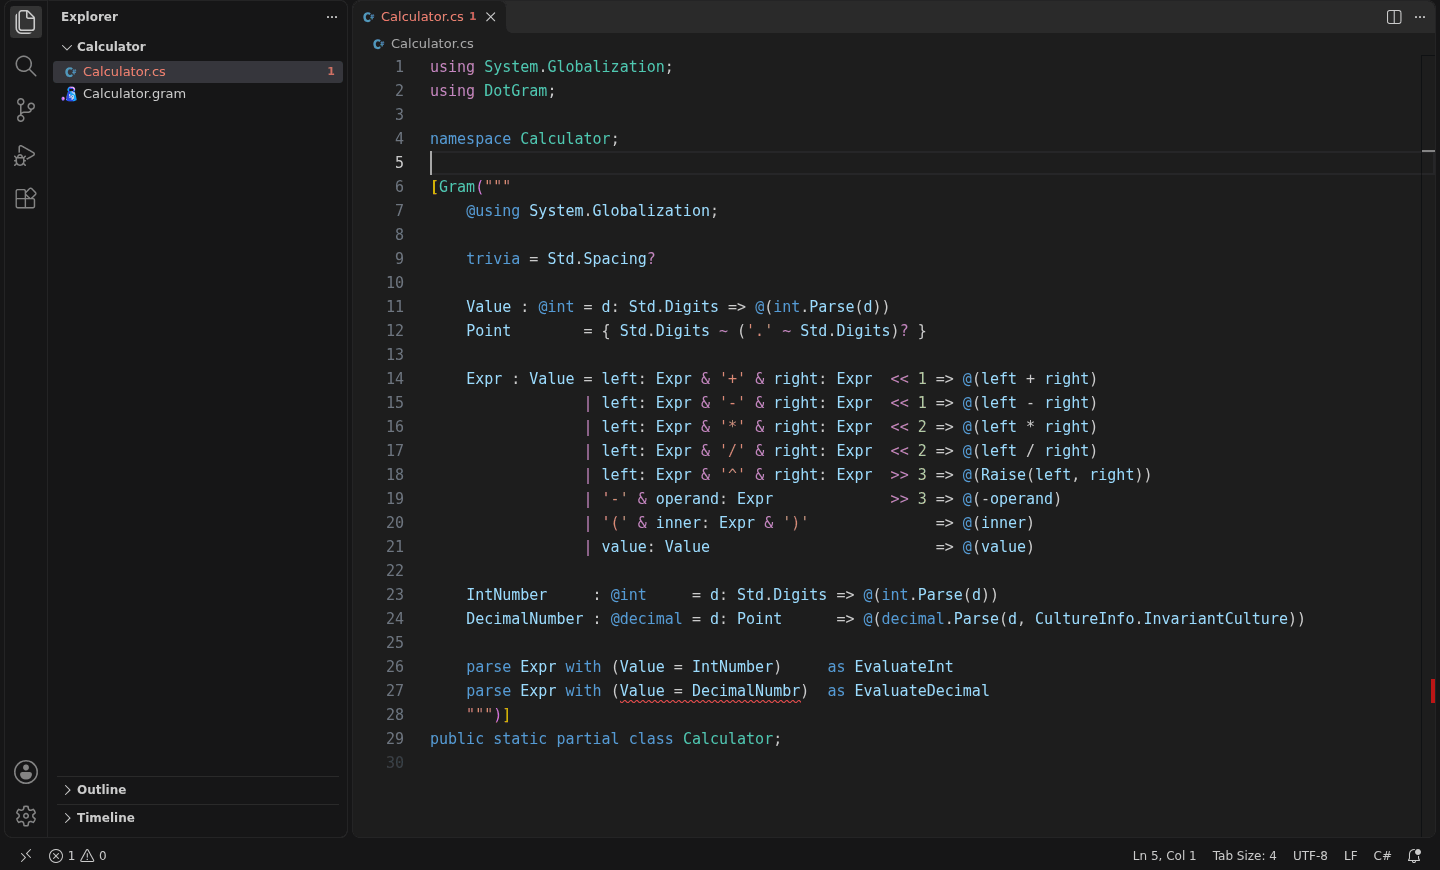 Explorer
Calculator
Calculator.cs 1
Calculator.gram
Outline
Timeline
Calculator.cs 1
Calculator.cs
1 using System.Globalization;
2 using DotGram;
3
4 namespace Calculator;
5
6 [Gram("""
7 @using System.Globalization;
8
9 trivia = Std.Spacing?
10
11 Value : @int = d: Std.Digits => @(int.Parse(d))
12 Point = { Std.Digits ~ ('.' ~ Std.Digits)? }
13
14 Expr : Value = left: Expr & '+' & right: Expr << 1 => @(left + right)
15 | left: Expr & '-' & right: Expr << 1 => @(left - right)
16 | left: Expr & '*' & right: Expr << 2 => @(left * right)
17 | left: Expr & '/' & right: Expr << 2 => @(left / right)
18 | left: Expr & '^' & right: Expr >> 3 => @(Raise(left, right))
19 | '-' & operand: Expr >> 3 => @(-operand)
20 | '(' & inner: Expr & ')' => @(inner)
21 | value: Value => @(value)
22
23 IntNumber : @int = d: Std.Digits => @(int.Parse(d))
24 DecimalNumber : @decimal = d: Point => @(decimal.Parse(d, CultureInfo.InvariantCulture))
25
26 parse Expr with (Value = IntNumber) as EvaluateInt
27 parse Expr with (Value = DecimalNumbr) as EvaluateDecimal
28 """)]
29 public static partial class Calculator;
30
1 0 Ln 5, Col 1 Tab Size: 4 UTF-8 LF C#